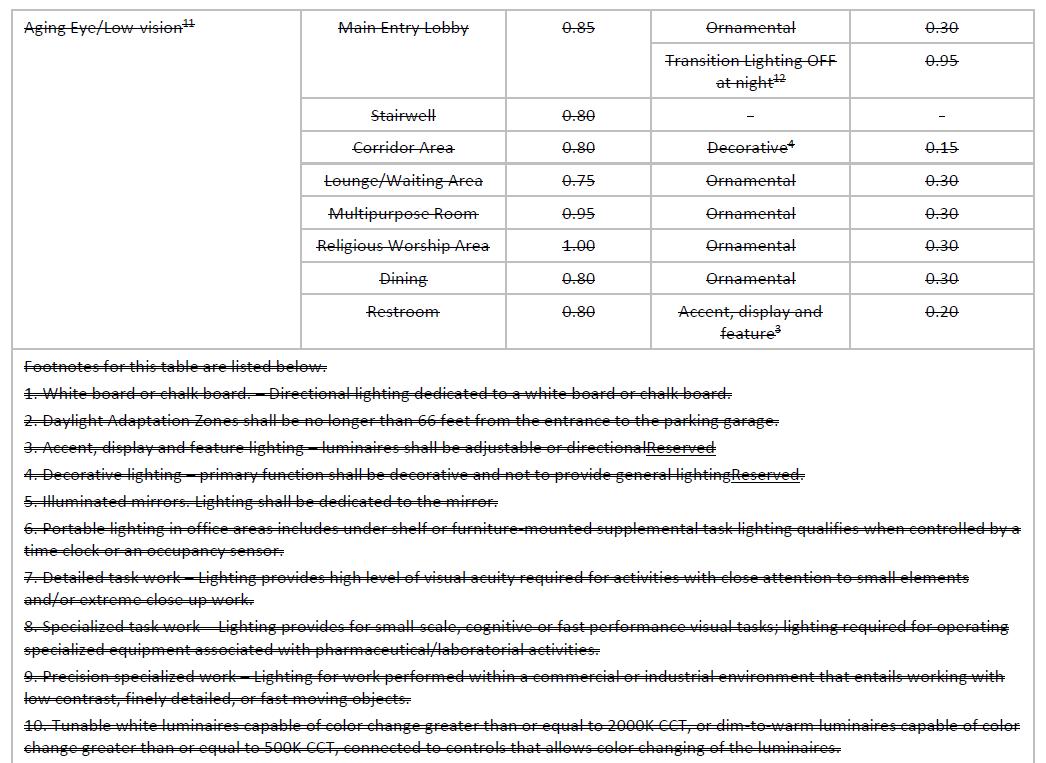 Aging Eye/Low-vision11 Main Entry Lobby 0.85 Ornamental 0.30
Transition Lighting OFF 0.95
at night12
Stairwell 0.80 - -
Corridor Area 0.80 Decorative4 0.15
Lounge/Waiting Area 0.75 Ornamental 0.30
Multipurpose Room 0.95 Ornamental 0.30
Religious Worship Area 1.00 Ornamental 0.30
Dining 0.80 Ornamental 0.30
Restroom 0.80 Accent, display and 0.20
feature3
Footnotes for this table are listed below.
1. White board or chalk board. – Directional lighting dedicated to a white board or chalk board.
2. Daylight Adaptation Zones shall be no longer than 66 feet from the entrance to the parking garage.
3. Accent, display and feature lighting – luminaires shall be adjustable or directionalReserved
4. Decorative lighting – primary function shall be decorative and not to provide general lightingReserved.
5. Illuminated mirrors. Lighting shall be dedicated to the mirror.
6. Portable lighting in office areas includes under shelf or furniture-mounted supplemental task lighting qualifies when controlled by a
time clock or an occupancy sensor.
7. Detailed task work – Lighting provides high level of visual acuity required for activities with close attention to small elements
and/or extreme close up work.
8. Specialized task work – Lighting provides for small-scale, cognitive or fast performance visual tasks; lighting required for operating
specialized equipment associated with pharmaceutical/laboratorial activities.
9. Precision specialized work – Lighting for work performed within a commercial or industrial environment that entails working with
low contrast, finely detailed, or fast moving objects.
10. Tunable white luminaires capable of color change greater than or equal to 2000K CCT, or dim-to-warm luminaires capable of color
change greater than or equal to 500K CCT, connected to controls that allows color changing of the luminaires.